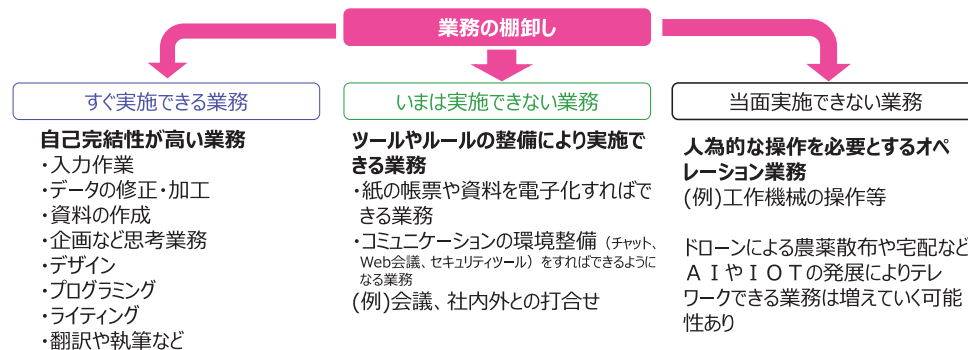 業務の棚卸し
すぐ実施できる業務
自己完結性が高い業務
・入力作業
・データの修正・加工
・資料の作成
・企画など思考業務
・デザイン
・プログラミング
・ライティング
・翻訳や執筆など
いまは実施できない業務
ツールやルールの整備により実施で
きる業務
・紙の帳票や資料を電子化すればで
きる業務
・コミュニケーションの環境整備（チャット、
Web会議、セキュリティツール）をすればできるように
なる業務
(例)会議、社内外との打合せ
当面実施できない業務
人為的な操作を必要とするオペ
レーション業務
(例)工作機械の操作等
ドローンによる農薬散布や宅配など
ＡＩやＩＯＴの発展によりテレ
ワークできる業務は増えていく可能
性あり